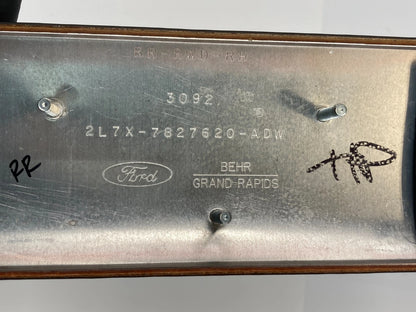 3092
2L7X-7827620-ADW
RR
Ford
BEHR
GRAND RAPIDS